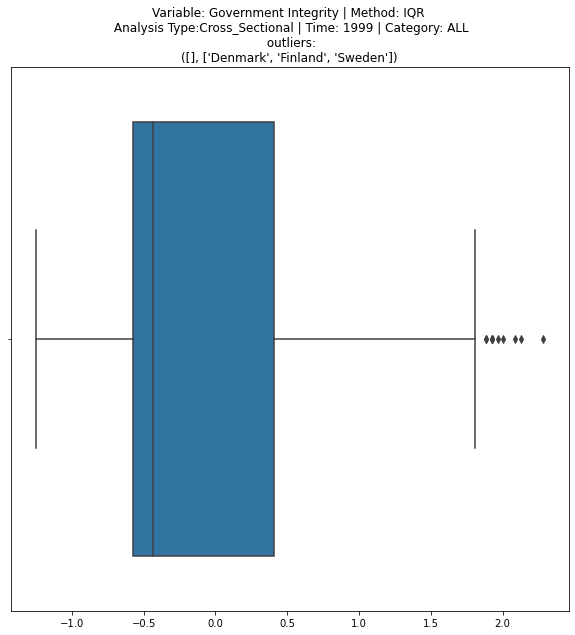 Variable: Government Integrity | Method: IQR
Analysis Type:Cross_Sectional | Time: 1999 | Category: ALL
outliers:
([], ['Denmark', 'Finland', 'Sweden'])
−1.0 −0.5 0.0 0.5 1.0 1.5 2.0